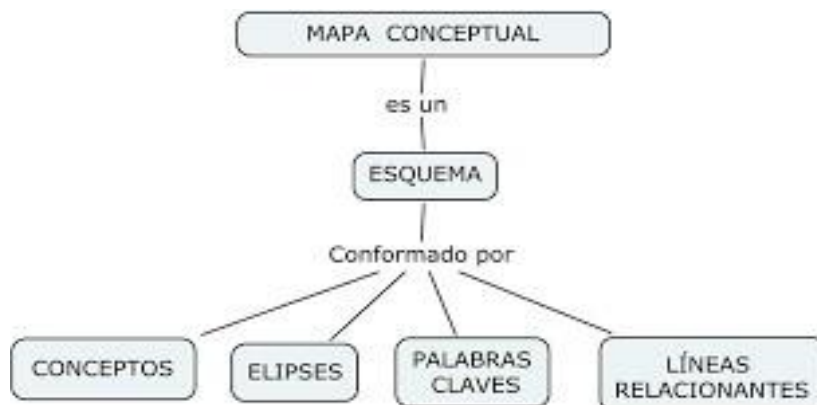 MAPA CONCEPTUAL
es un
ESQUEMA
Conformado por
CONCEPTOS
ELIPSES
PALABRAS
CLAVES
LÍNEAS
RELACIONANTES